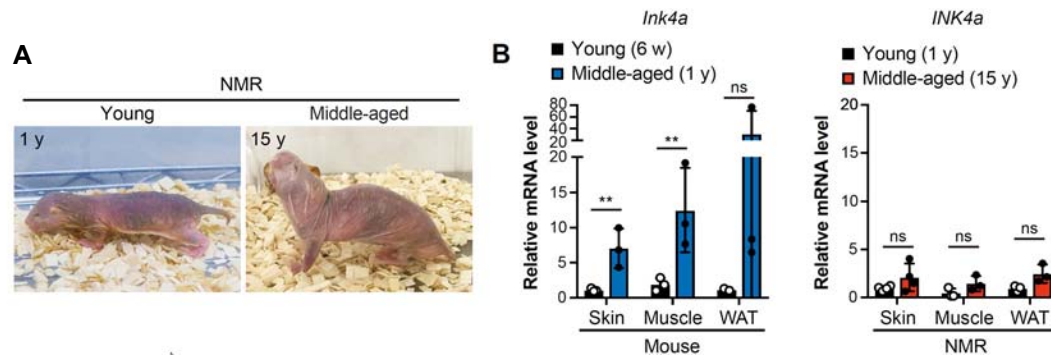 A
NMR
Young
Middle-aged
1 y
15 y
B
Ink4a
Young (6 w)
Middle-aged (1 y)
Relative mRNA level
80
60
40
20
20
15
10
5
0
**
**
ns
Skin
Muscle
WAT
Mouse
INK4a
Young (1 y)
Middle-aged (15 y)
Relative mRNA level
20
15
10
5
0
ns
ns
ns
Skin
Muscle
WAT
NMR